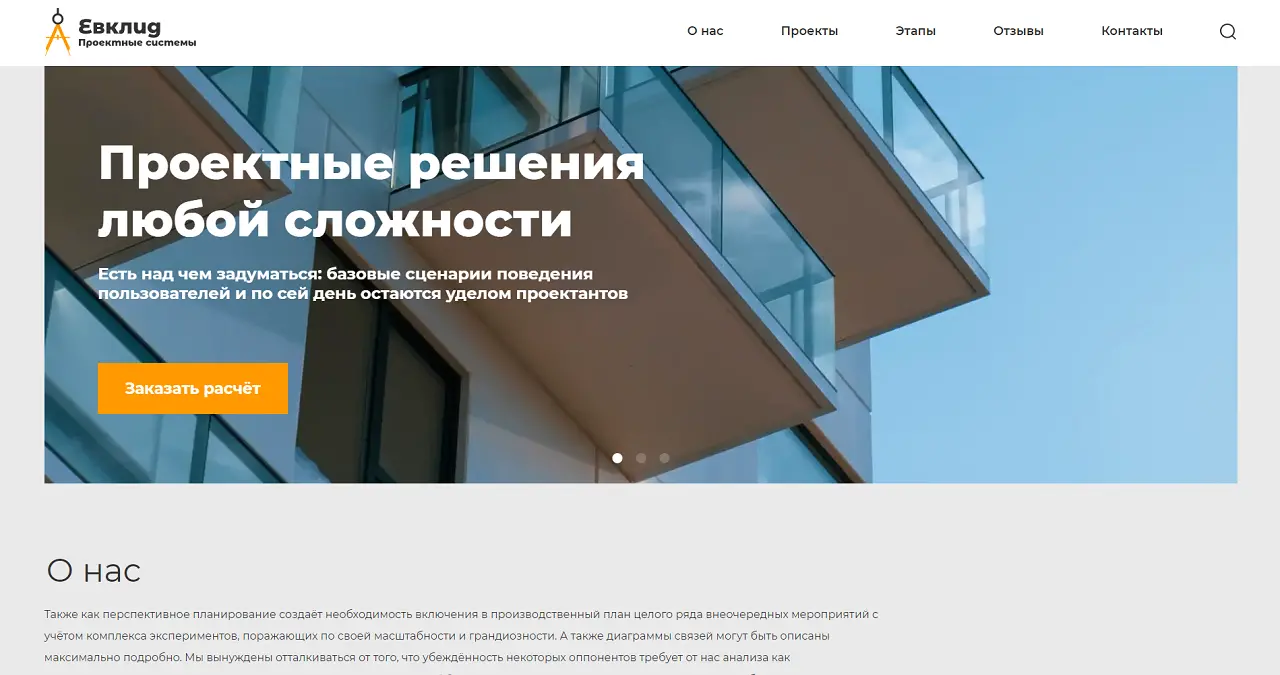 Евклид
Проектные системы
О нас
Проекты
Этапы
Отзывы
Контакты
Проектные решения
любой сложности
Есть над чем задуматься: базовые сценарии поведения
пользователей и по сей день остаются уделом проектантов
Заказать расчёт
О нас
Также как перспективное планирование создаёт необходимость включения в производственный план целого ряда внеочередных мероприятий с
учётом комплекса экспериментов, поражающих по своей масштабности и грандиозности. А также диаграммы связей могут быть описаны
максимально подробно. Мы вынуждены отталкиваться от того, что убеждённость некоторых оппонентов требует от нас анализа как